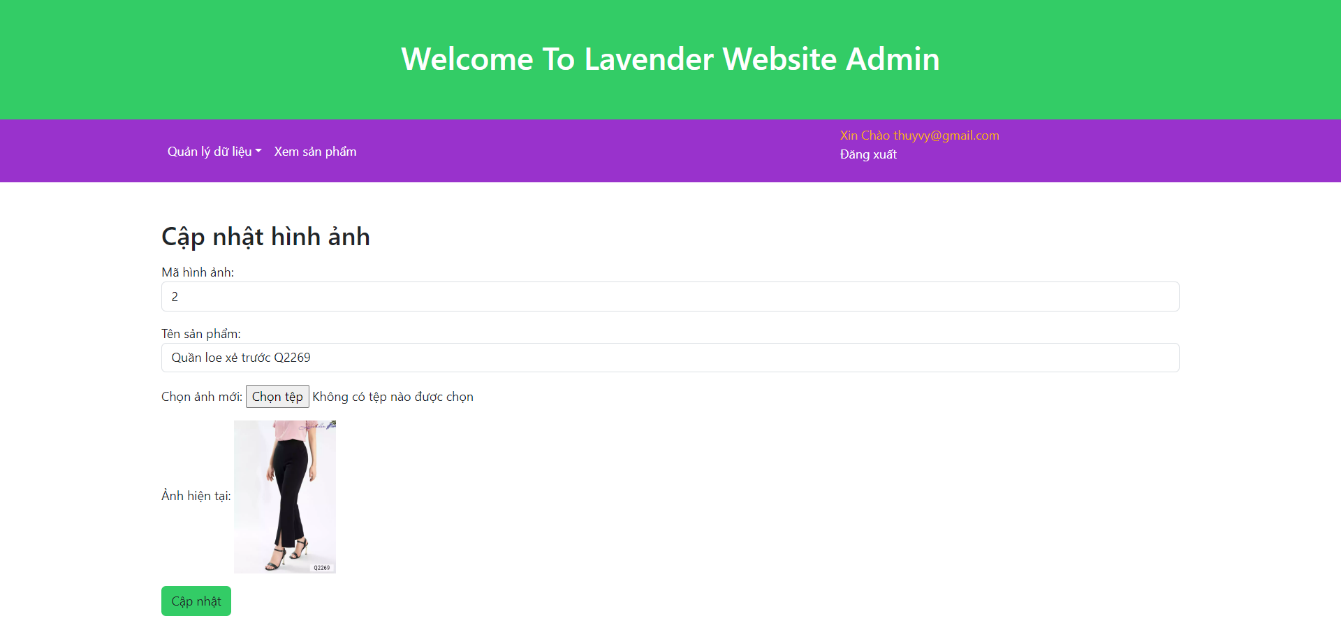 Welcome To Lavender Website Admin
Quản lý dữ liệu
Xem sản phẩm
Xin Chào thuyvy@gmail.com
Đăng xuất
Cập nhật hình ảnh
Mã hình ảnh:
2
Tên sản phẩm:
Quần loe xẻ trước Q2269
Chọn ảnh mới: Chọn tệp Không có tệp nào được chọn
Ảnh hiện tại:
Q2269
Cập nhật